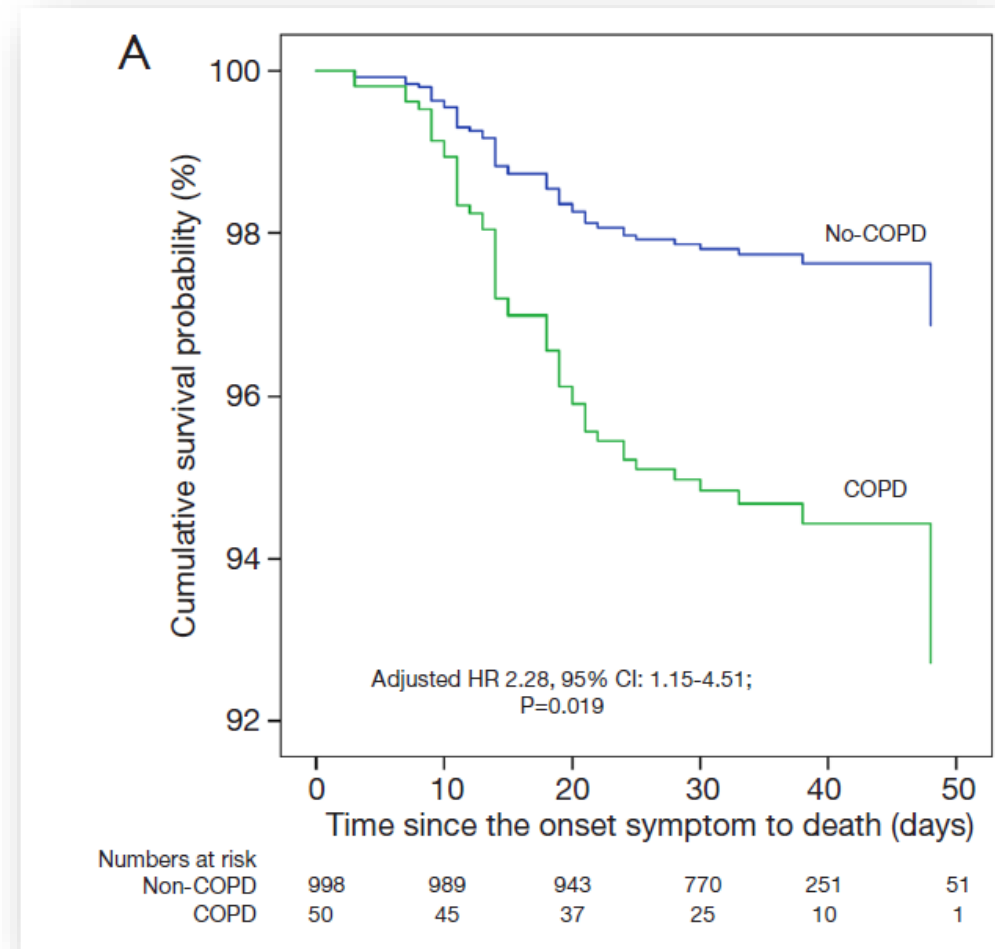 A
Cumulative survival probability (%)
100
98
96
94
92
No-COPD
COPD
Adjusted HR 2.28, 95% CI: 1.15-4.51;
P=0.019
0 10 20 30 40 50
Time since the onset symptom to death (days)
Numbers at risk
Non-COPD 998 989 943 770 251 51
COPD 50 45 37 25 10 1